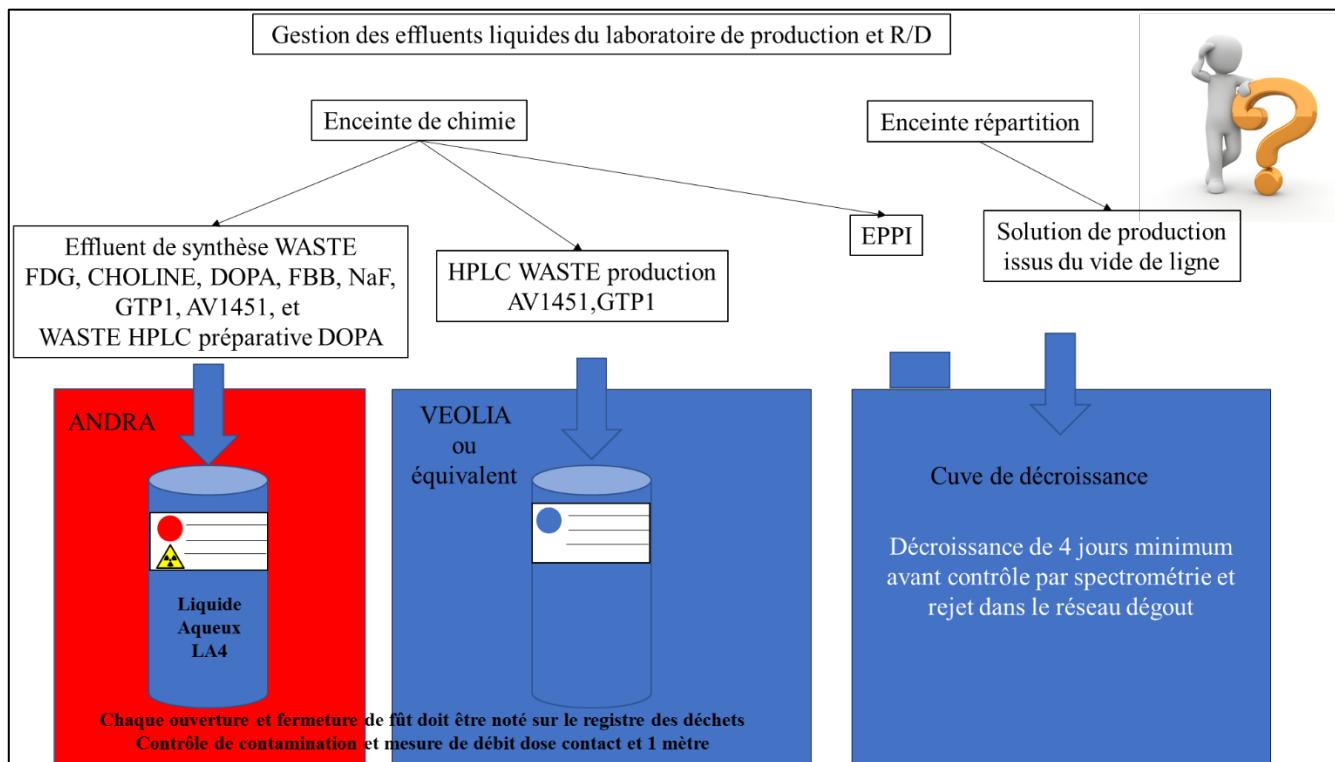 Gestion des effluents liquides du laboratoire de production et R/D
Enceinte de chimie
Enceinte répartition
Effluent de synthèse WASTE
FDG, CHOLINE, DOPA, FBB, NaF,
GTP1, AV1451, et
WASTE HPLC préparative DOPA
HPLC WASTE production
AV1451,GTP1
EPPI
Solution de production
issus du vide de ligne
ANDRA
Liquide
Aqueux
LA4
VEOLIA
ou
équivalent
Cuve de décroissance
Décroissance de 4 jours minimum
avant contrôle par spectrométrie et
rejet dans le réseau dégout
Chaque ouverture et fermeture de fût doit être noté sur le registre des déchets
Contrôle de contamination et mesure de débit dose contact et 1 mètre